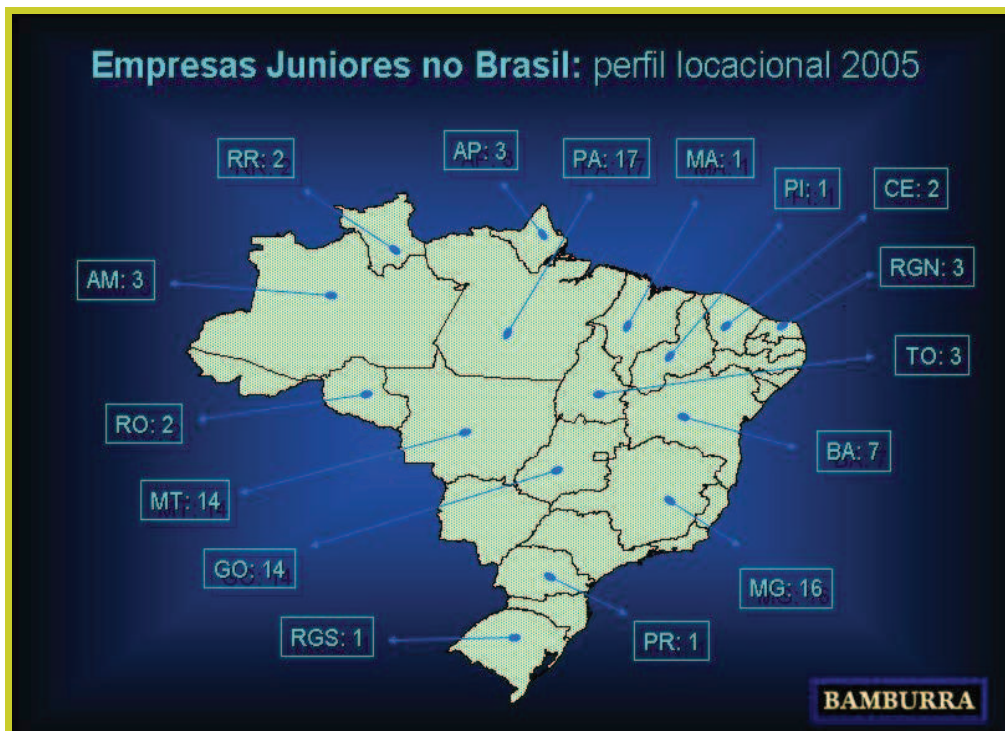 Empresas Juniores no Brasil: perfil locacional 2005
RR: 2
AP: 3
PA: 17
MA: 1
PI: 1
CE: 2
RGN: 3
AM: 3
TO: 3
RO: 2
BA: 7
MT: 14
GO: 14
MG: 16
RGS: 1
PR: 1
BAMBURRA